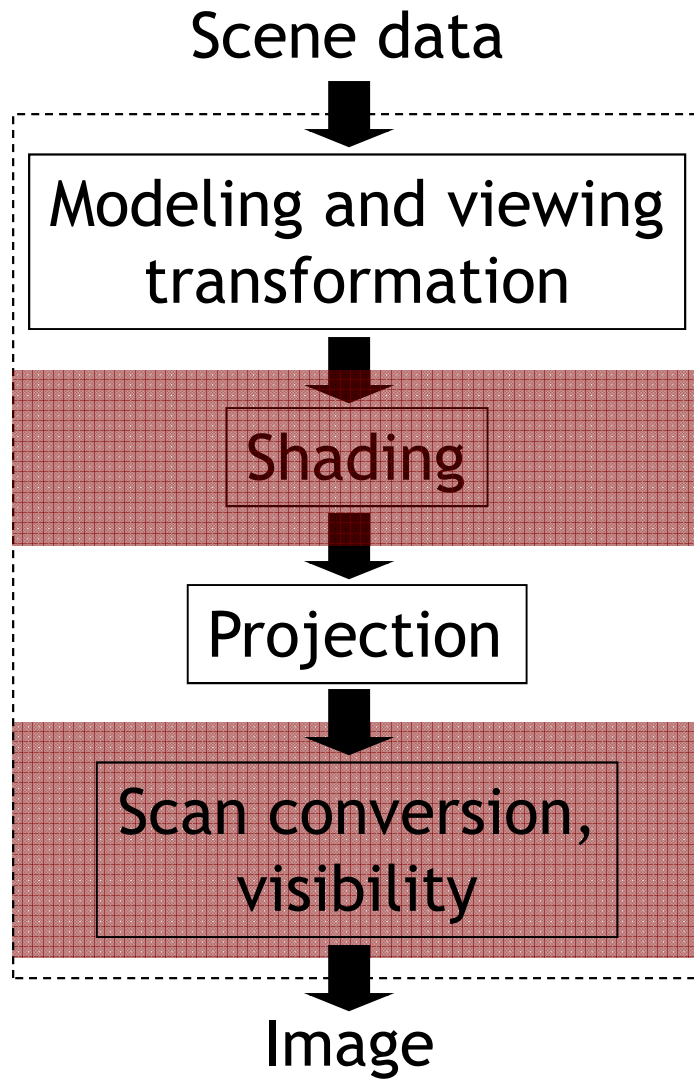 Scene data
Modeling and viewing
transformation
Shading
Projection
Scan conversion,
visibility
Image